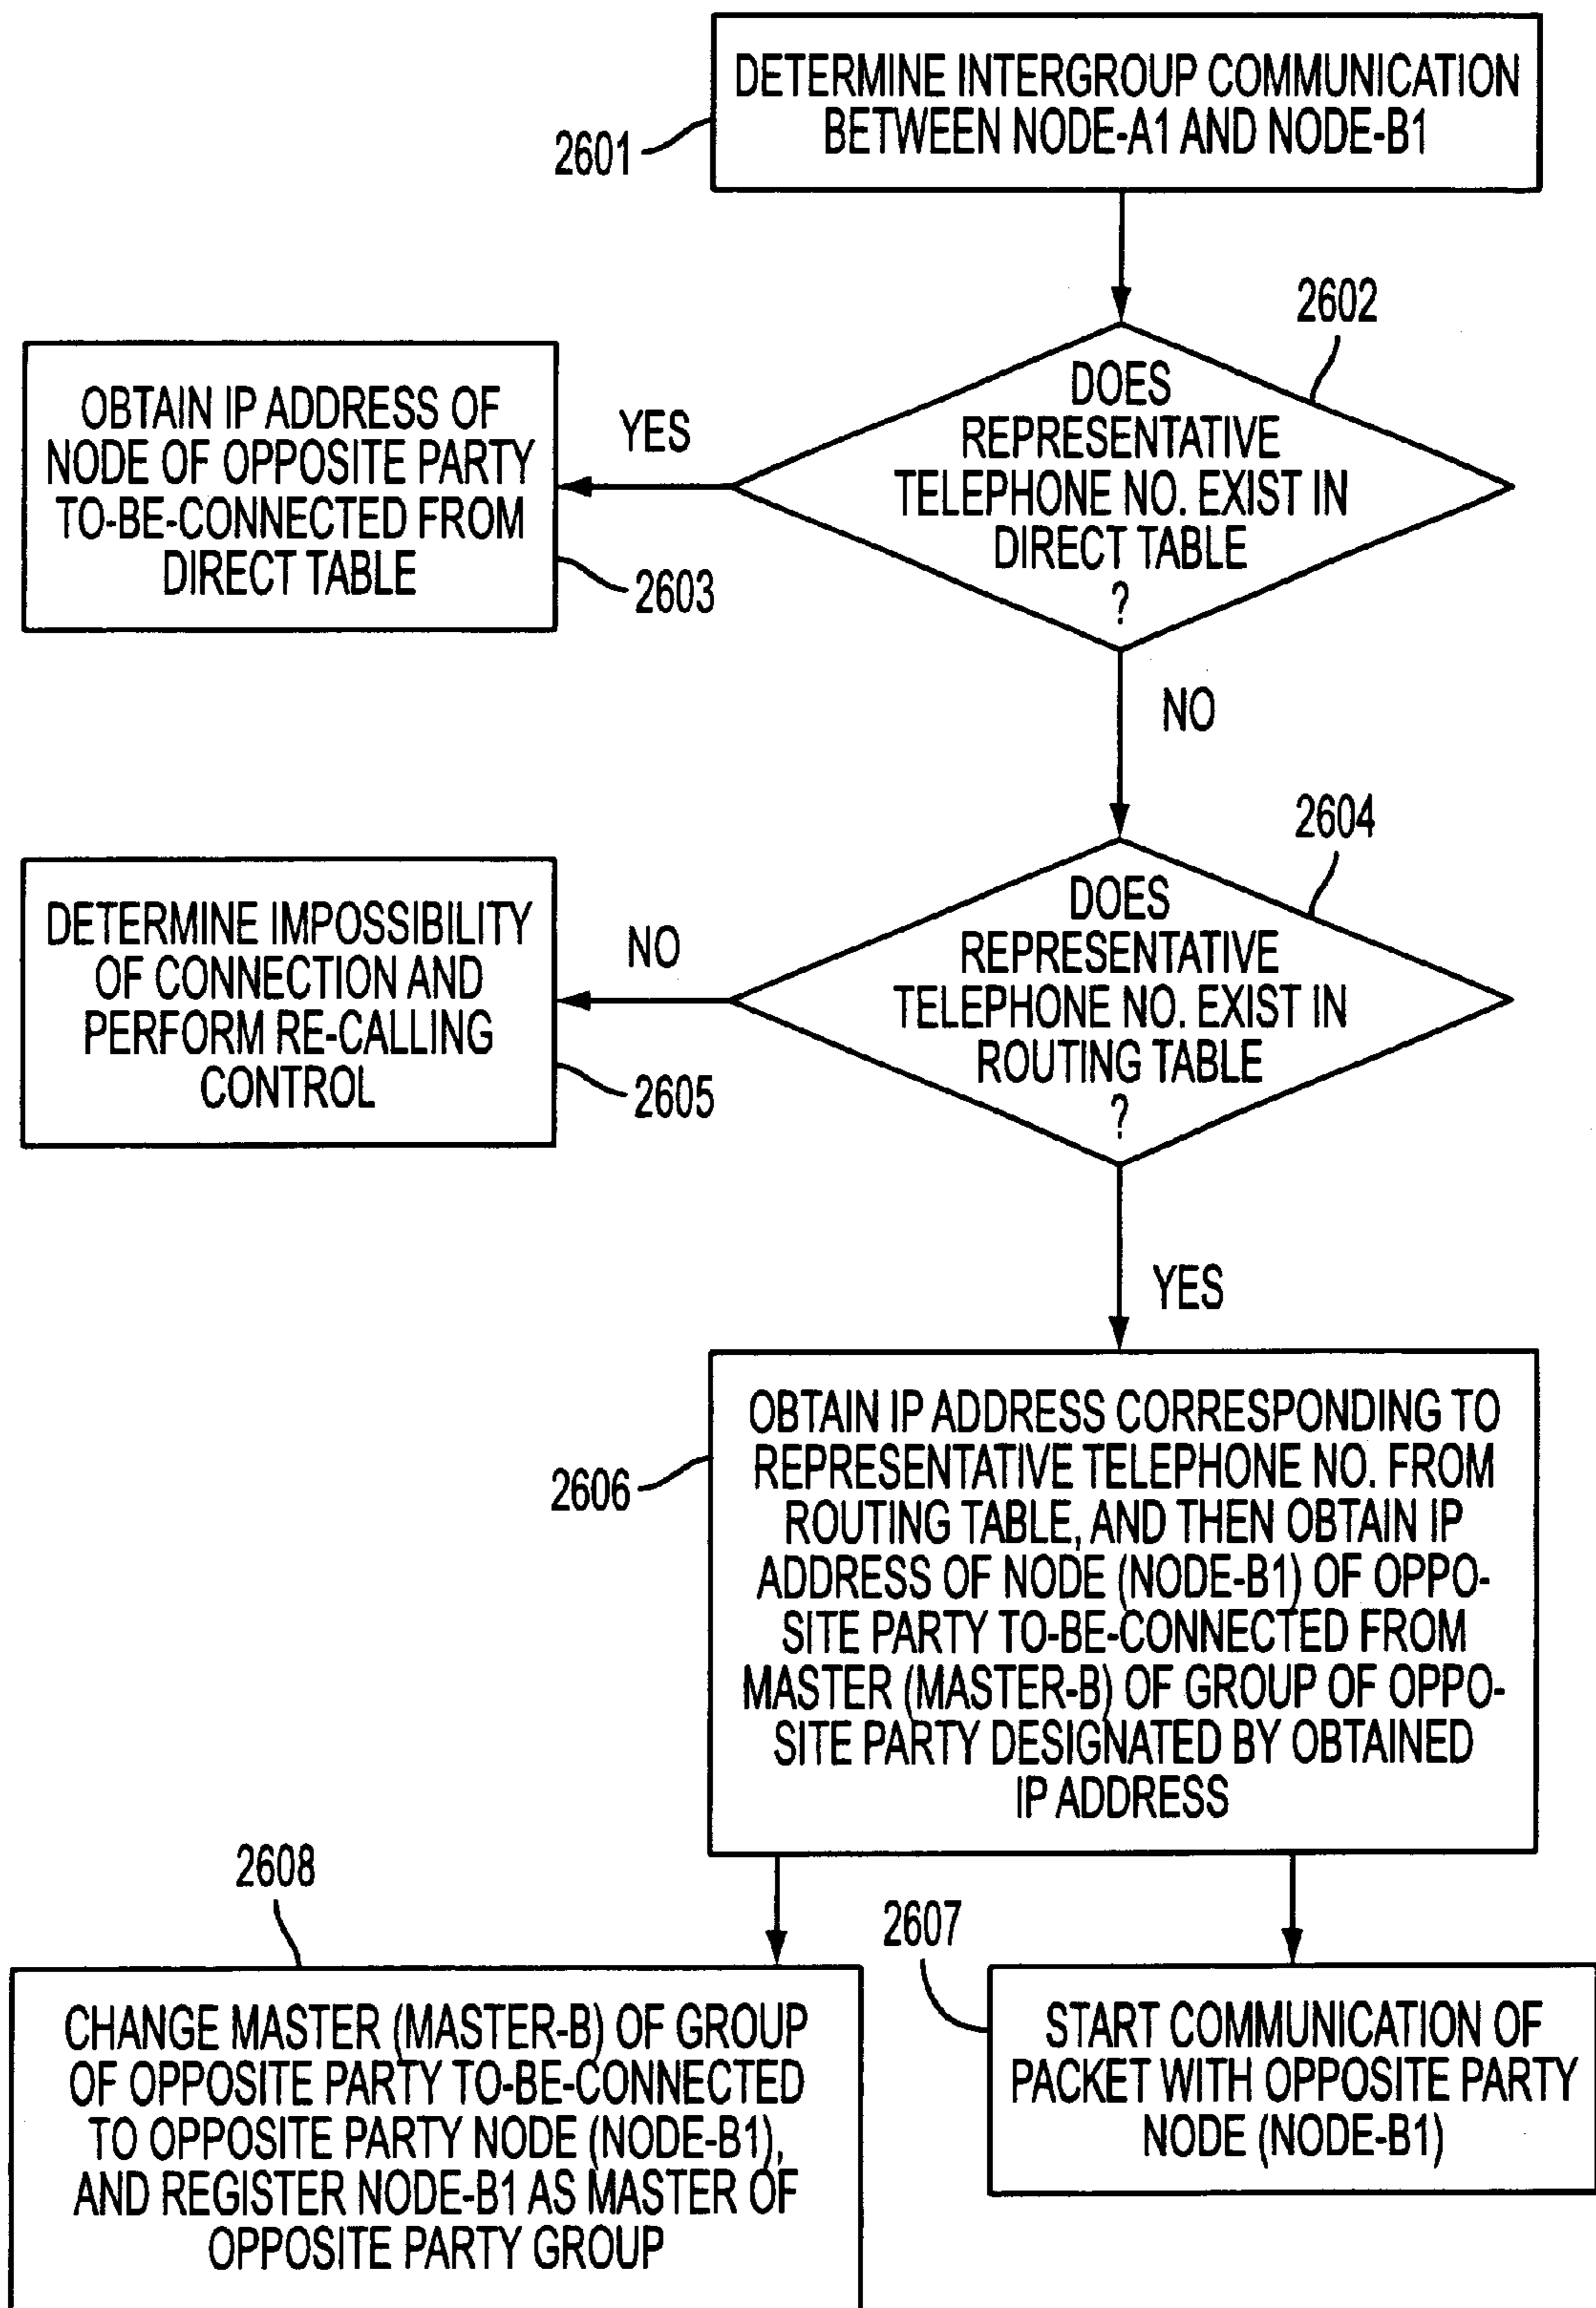 DETERMINE INTERGROUP COMMUNICATION
BETWEEN NODE-A1 AND NODE-B1
2601
2602
DOES
REPRESENTATIVE
TELEPHONE NO. EXIST IN
DIRECT TABLE
?
YES
OBTAIN IP ADDRESS OF
NODE OF OPPOSITE PARTY
TO-BE-CONNECTED FROM
DIRECT TABLE
2603
NO
2604
DOES
REPRESENTATIVE
TELEPHONE NO. EXIST IN
ROUTING TABLE
?
NO
DETERMINE IMPOSSIBILITY
OF CONNECTION AND
PERFORM RE-CALLING
CONTROL
2605
YES
OBTAIN IP ADDRESS CORRESPONDING TO
REPRESENTATIVE TELEPHONE NO. FROM
ROUTING TABLE, AND THEN OBTAIN IP
ADDRESS OF NODE (NODE-B1) OF OPPO-
SITE PARTY TO-BE-CONNECTED FROM
MASTER (MASTER-B) OF GROUP OF OPPO-
SITE PARTY DESIGNATED BY OBTAINED
IP ADDRESS
2606
2608
CHANGE MASTER (MASTER-B) OF GROUP
OF OPPOSITE PARTY TO-BE-CONNECTED
TO OPPOSITE PARTY NODE (NODE-B1),
AND REGISTER NODE-B1 AS MASTER OF
OPPOSITE PARTY GROUP
2607
START COMMUNICATION OF
PACKET WITH OPPOSITE PARTY
NODE (NODE-B1)